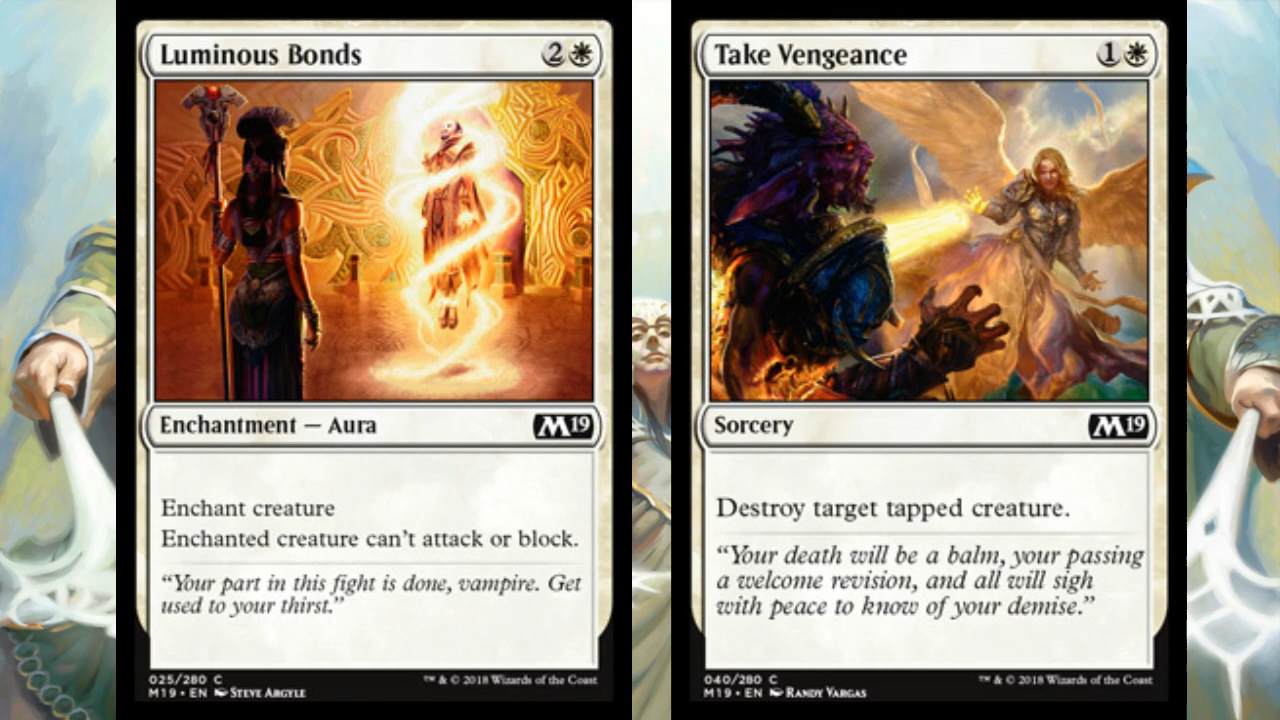 Luminous Bonds 2
Enchantment — Aura M19
Enchant creature
Enchanted creature can't attack or block.
“Your part in this fight is done, vampire. Get
used to your thirst.”
025/280 C
M19 • EN Steve Argyle
™ & © 2018 Wizards of the Coast
Take Vengeance 1
Sorcery M19
Destroy target tapped creature.
“Your death will be a balm, your passing
a welcome revision, and all will sigh
with peace to know of your demise.”
040/280 C
M19 • EN Randy Vargas
™ & © 2018 Wizards of the Coast